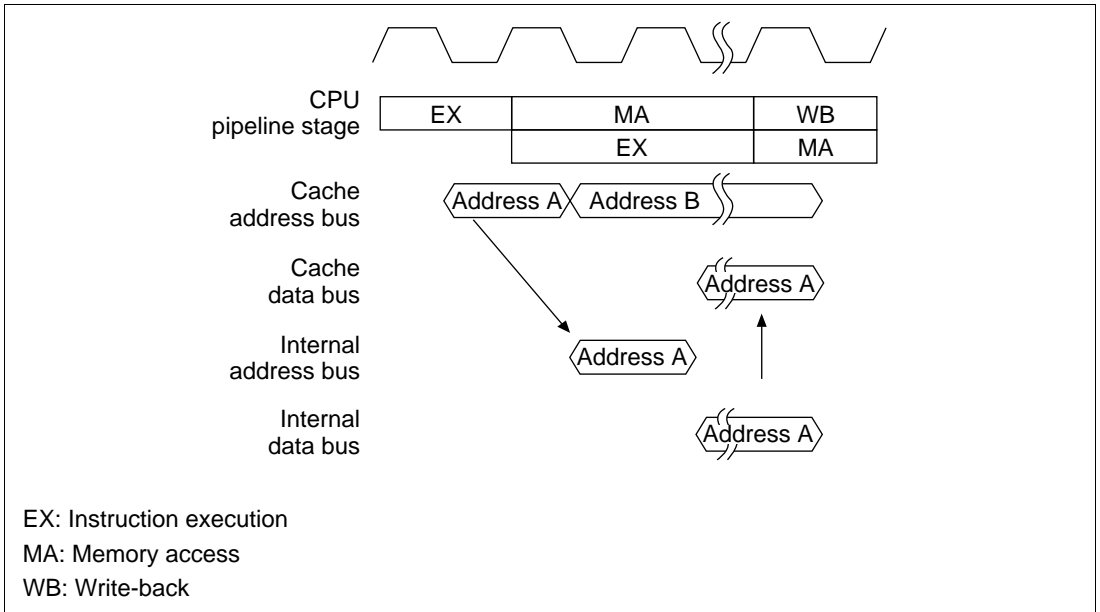 CPU
pipeline stage
EX MA WB
EX MA
Cache
address bus
Address A Address B
Cache
data bus
Address A
Internal
address bus
Address A
Internal
data bus
Address A
EX: Instruction execution
MA: Memory access
WB: Write-back